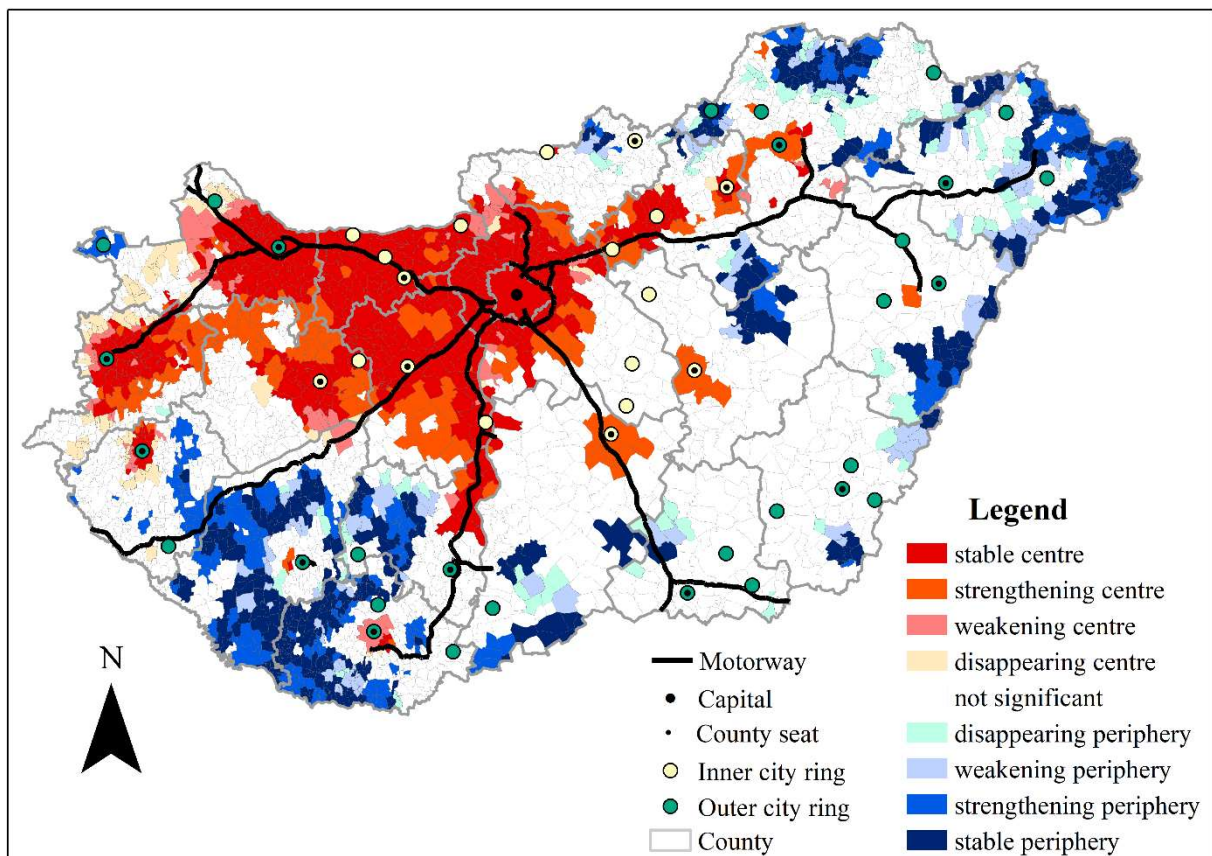 N
Motorway
Capital
County seat
Inner city ring
Outer city ring
County
Legend
stable centre
strengthening centre
weakening centre
disappearing centre
not significant
disappearing periphery
weakening periphery
strengthening periphery
stable periphery